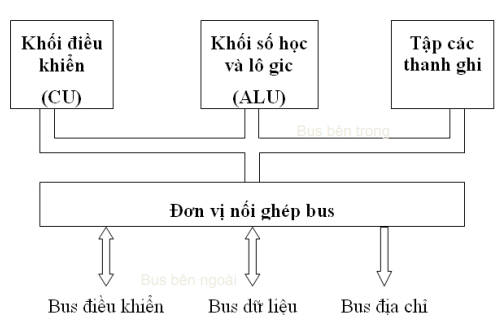 Khối điều
khiển
(CU)
Khối số học
và lô gic
(ALU)
Tập các
thanh ghi
Bus bên trong
Đơn vị nối ghép bus
Bus bên ngoài
Bus điều khiển
Bus dữ liệu
Bus địa chỉ